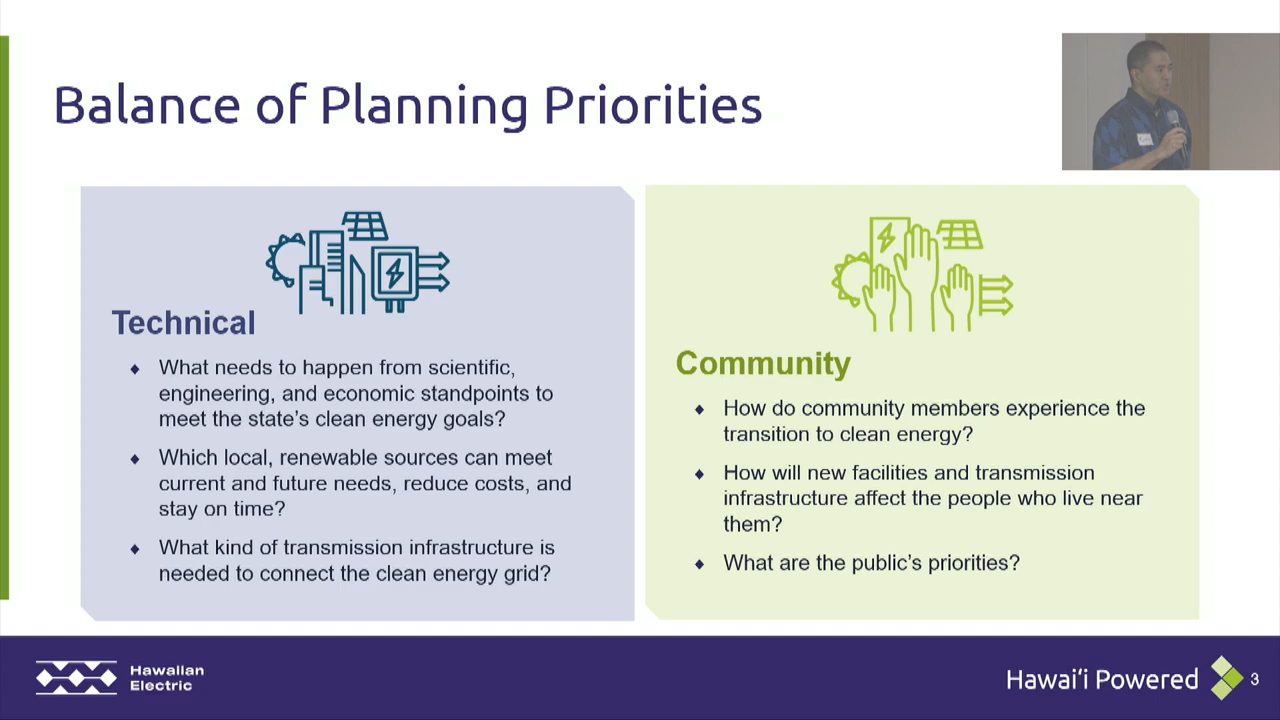 Balance of Planning Priorities
Technical
♦ What needs to happen from scientific,
engineering, and economic standpoints to
meet the state's clean energy goals?
♦ Which local, renewable sources can meet
current and future needs, reduce costs, and
stay on time?
♦ What kind of transmission infrastructure is
needed to connect the clean energy grid?
Community
♦ How do community members experience the
transition to clean energy?
♦ How will new facilities and transmission
infrastructure affect the people who live near
them?
♦ What are the public's priorities?
Hawaiian
Electric
Hawaiʻi Powered
3